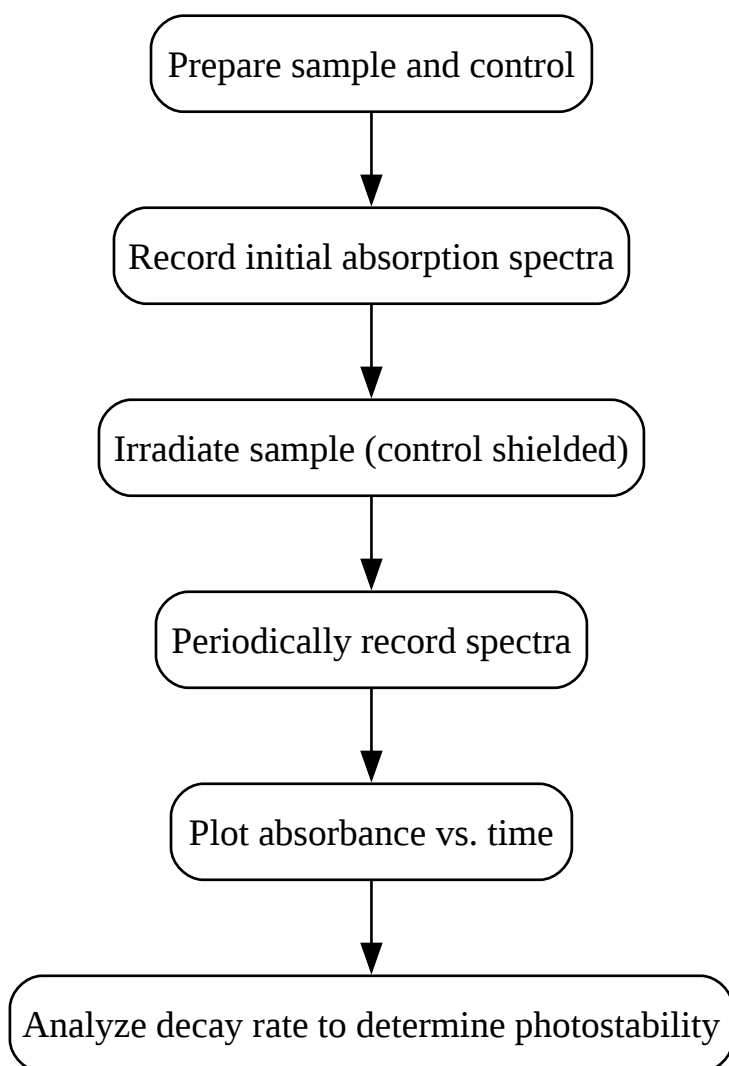 Prepare sample and control
Record initial absorption spectra
Irradiate sample (control shielded)
Periodically record spectra
Plot absorbance vs. time
Analyze decay rate to determine photostability